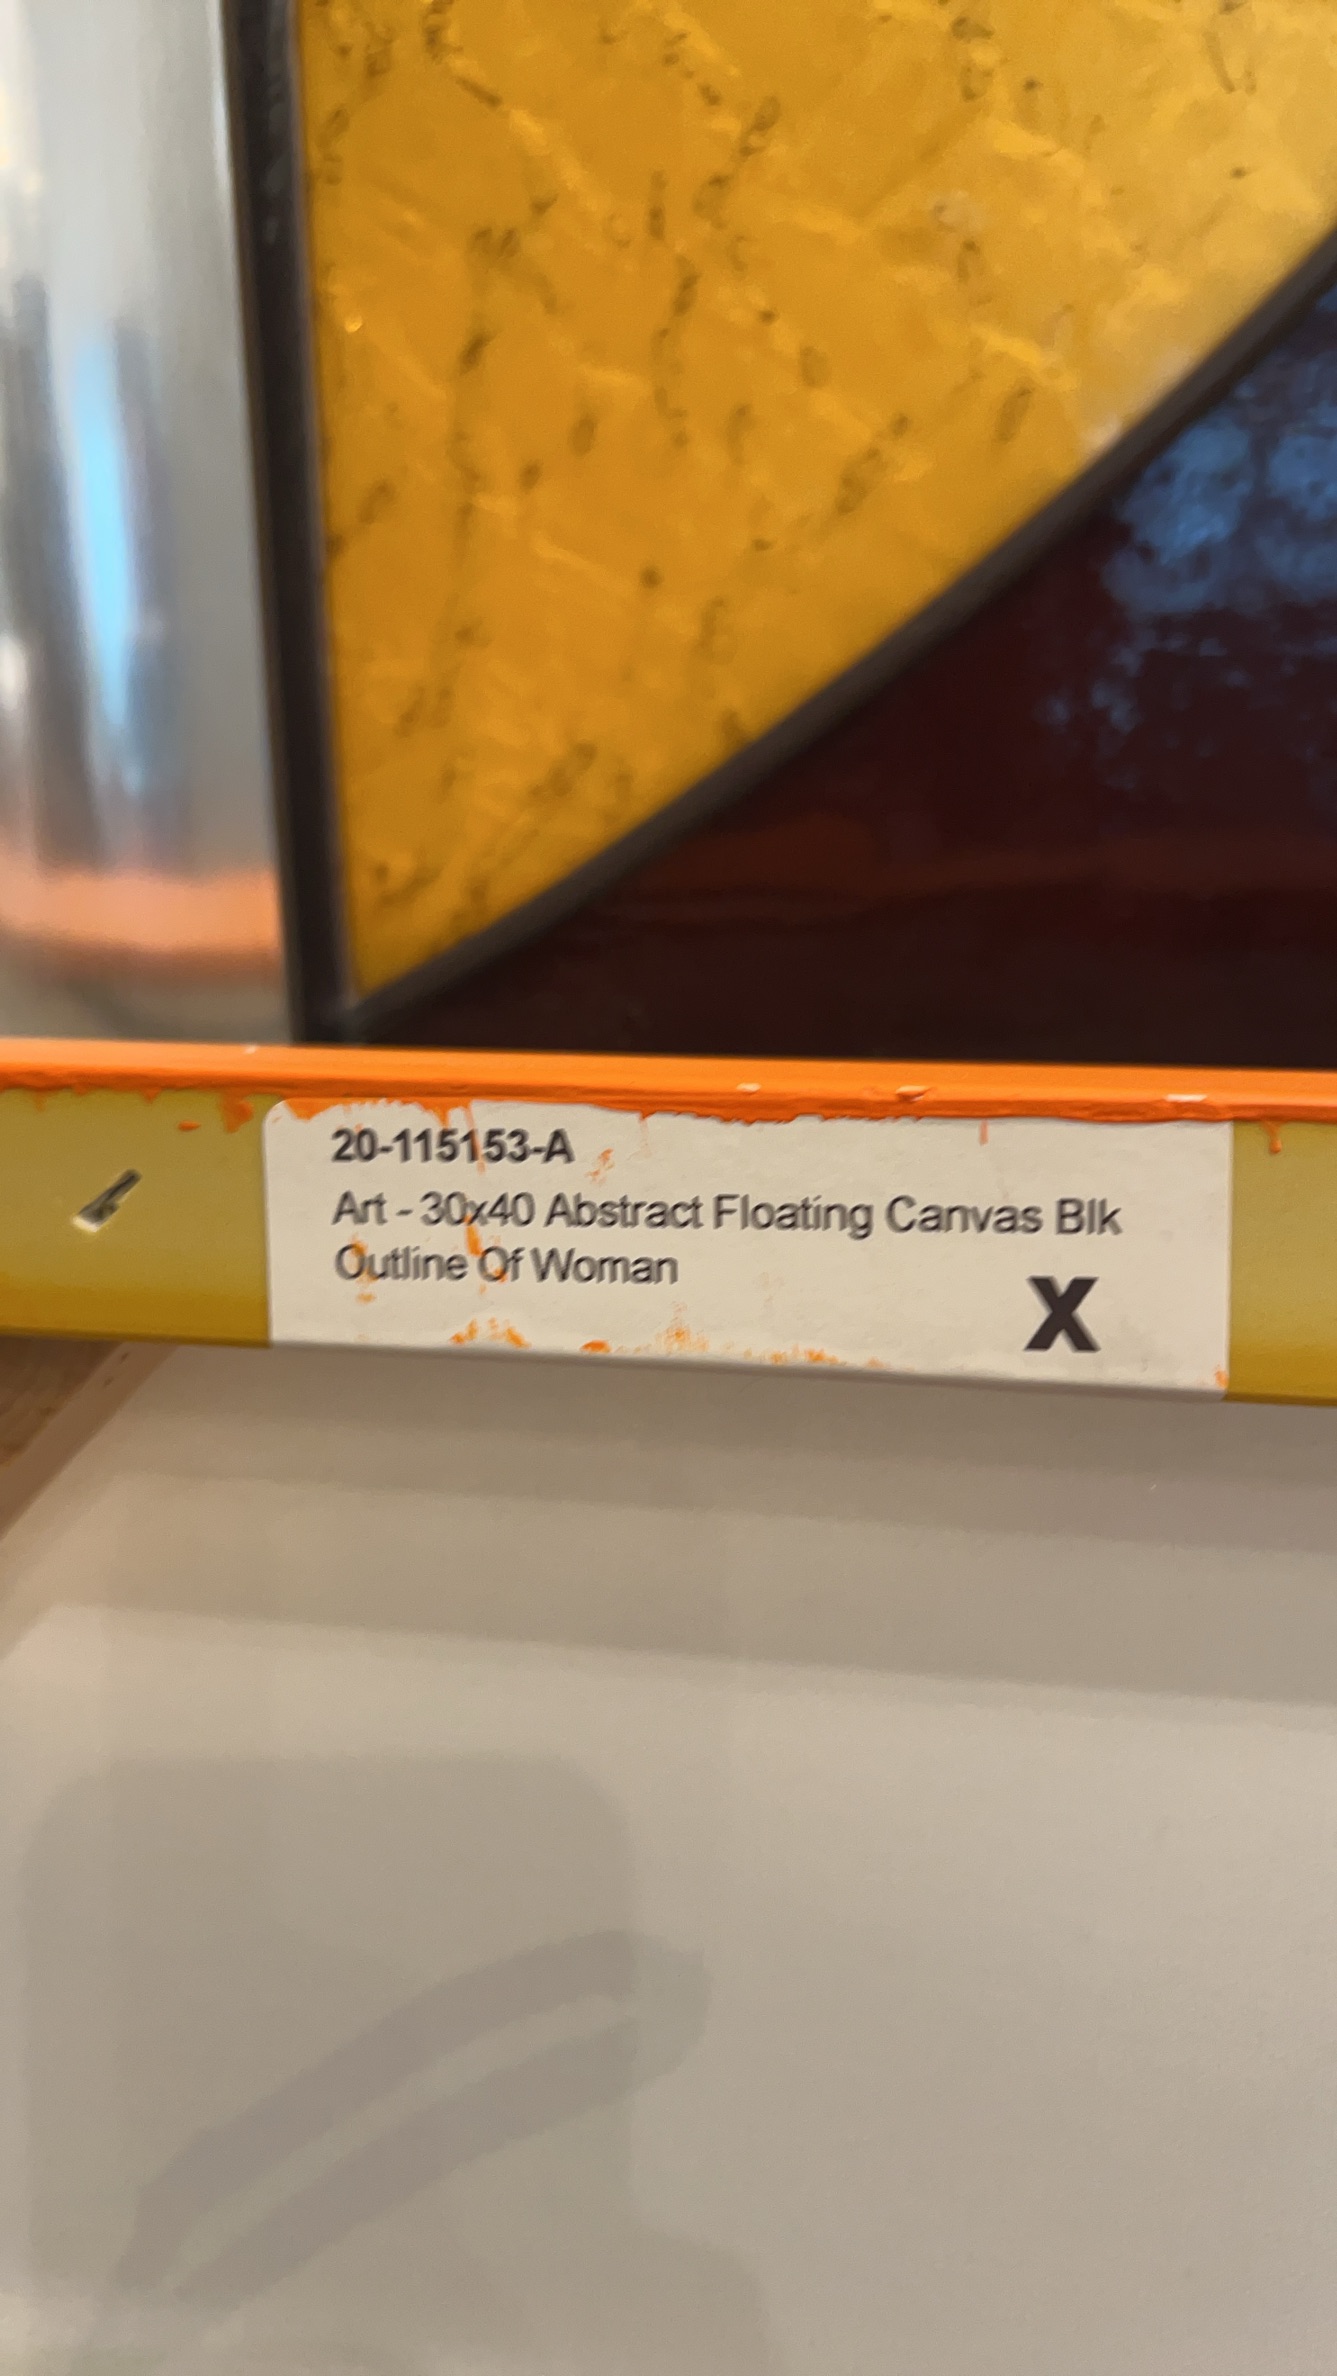 20-115153-A
Art - 30x40 Abstract Floating Canvas Blk
Outline Of Woman
X